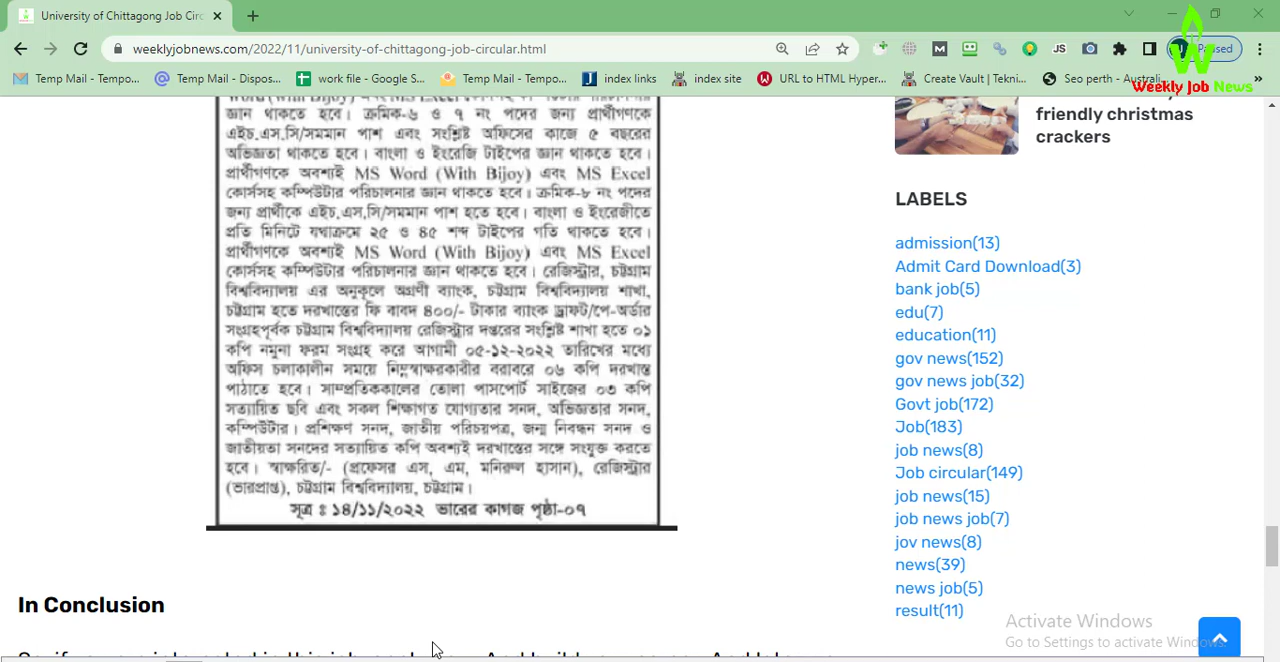 University of Chittagong Job Circ
weeklyjobnews.com/2022/11/university-of-chittagong-job-circular.html
JS
Paused
Temp Mail - Tempo...
Temp Mail - Dispos...
work file - Google S...
Temp Mail - Tempo...
index links
index site
URL to HTML Hyper...
Create Vault | Tekni...
Seo perth - Australi...
Weekly Job News
Word (With Bijoy) এবং MS Excel
জ্ঞান থাকতে হবে। ক্রমিক-৬ ও ৭ নং পদের জন্য প্রার্থীগণকে
এইচ.এস.সি/সমমান পাশ এবং সংশ্লিষ্ট অফিসের কাজে ৫ বছরের
অভিজ্ঞতা থাকতে হবে। বাংলা ও ইংরেজি টাইপের জ্ঞান থাকতে হবে।
প্রার্থীগণকে অবশ্যই MS Word (With Bijoy) এবং MS Excel
কোর্সসহ কম্পিউটার পরিচালনার জ্ঞান থাকতে হবে। ক্রমিক-৮ নং পদের
জন্য প্রার্থীকে এইচ.এস.সি/সমমান পাশ হতে হবে। বাংলা ও ইংরেজীতে
প্রতি মিনিটে যথাক্রমে ২৫ ও ৪৫ শব্দ টাইপের গতি থাকতে হবে।
প্রার্থীগণকে অবশ্যই MS Word (With Bijoy) এবং MS Excel
কোর্সসহ কম্পিউটার পরিচালনার জ্ঞান থাকতে হবে। রেজিস্ট্রার, চট্টগ্রাম
বিশ্ববিদ্যালয় এর অনুকূলে অগ্রণী ব্যাংক, চট্টগ্রাম বিশ্ববিদ্যালয় শাখা,
চট্টগ্রাম হতে দরখাস্তের ফি বাবদ ৪০০/- টাকার ব্যাংক ড্রাফট/পে-অর্ডার
সংগ্রহপূর্বক চট্টগ্রাম বিশ্ববিদ্যালয় রেজিস্ট্রার দপ্তরের সংশ্লিষ্ট শাখা হতে ০১
কপি নমুনা ফরম সংগ্রহ করে আগামী ০৫-১২-২০২২ তারিখের মধ্যে
অফিস চলাকালীন সময়ে নিম্নস্বাক্ষরকারীর বরাবরে ০৬ কপি দরখাস্ত
পাঠাতে হবে। সাম্প্রতিককালের তোলা পাসপোর্ট সাইজের ০৩ কপি
সত্যায়িত ছবি এবং সকল শিক্ষাগত যোগ্যতার সনদ, অভিজ্ঞতার সনদ,
কম্পিউটার। প্রশিক্ষণ সনদ, জাতীয় পরিচয়পত্র, জন্ম নিবন্ধন সনদ ও
জাতীয়তা সনদের সত্যায়িত কপি অবশ্যই দরখাস্তের সঙ্গে সংযুক্ত করতে
হবে। স্বাক্ষরিত/- (প্রফেসর এস, এম, মনিরুল হাসান), রেজিস্ট্রার
(ভারপ্রাপ্ত), চট্টগ্রাম বিশ্ববিদ্যালয়, চট্টগ্রাম।
সূত্র ঃ ১৪/১১/২০২২ ভোরের কাগজ পৃষ্ঠা-০৭
In Conclusion
friendly christmas
crackers
LABELS
admission(13)
Admit Card Download(3)
bank job(5)
edu(7)
education(11)
gov news(152)
gov news job(32)
Govt job(172)
Job(183)
job news(8)
Job circular(149)
job news(15)
job news job(7)
jov news(8)
news(39)
news job(5)
result(11)
Activate Windows
Go to Settings to activate Windows.